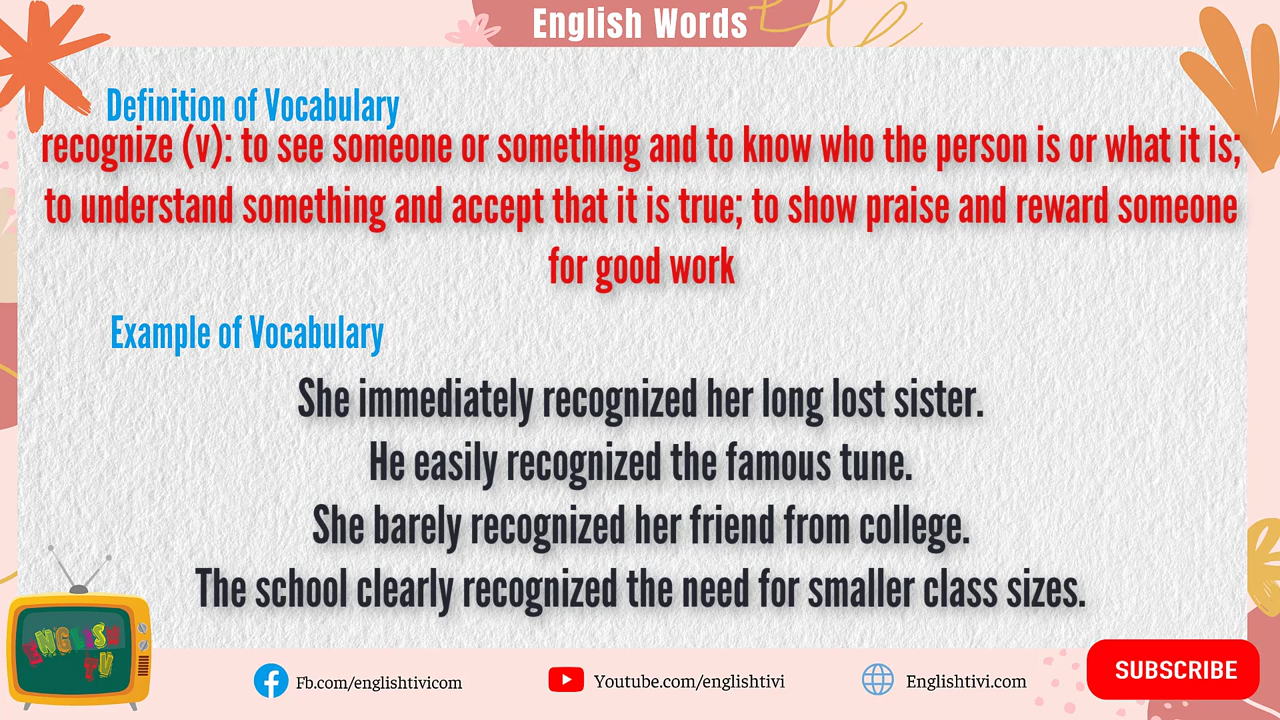 English Words
Definition of Vocabulary
recognize (v): to see someone or something and to know who the person is or what it is;
to understand something and accept that it is true; to show praise and reward someone
for good work
Example of Vocabulary
She immediately recognized her long lost sister.
He easily recognized the famous tune.
She barely recognized her friend from college.
The school clearly recognized the need for smaller class sizes.
ENGLISH
TV
Fb.com/englishtivicom
Youtube.com/englishtivi
Englishtivi.com
SUBSCRIBE